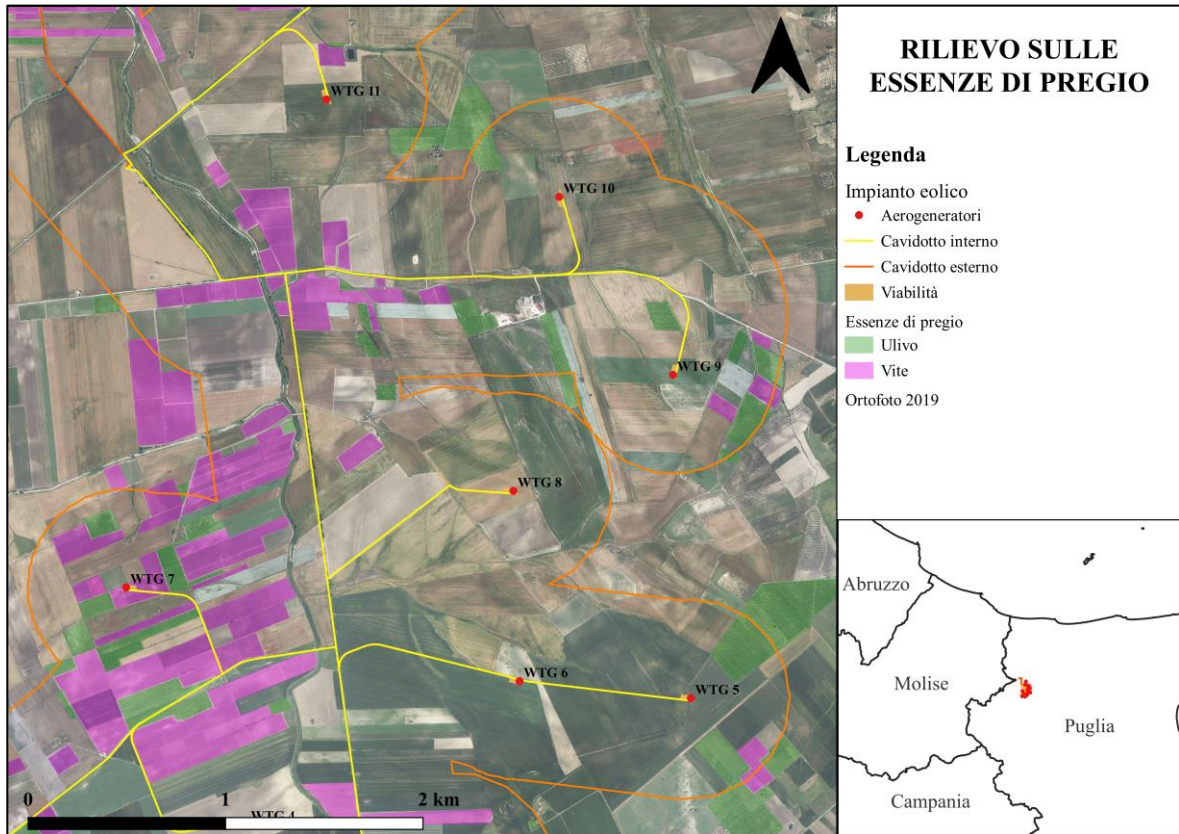 RILIEVO SULLE
ESSENZE DI PREGIO
Legenda
Impianto eolico
Aerogeneratori
Cavidotto interno
Cavidotto esterno
Viabilità
Essenze di pregio
Ulivo
Vite
Ortofoto 2019
WTG 11
WTG 10
WTG 9
WTG 8
WTG 7
WTG 6
WTG 5
WTG 4
0
1
2 km
Abruzzo
Molise
Puglia
Campania